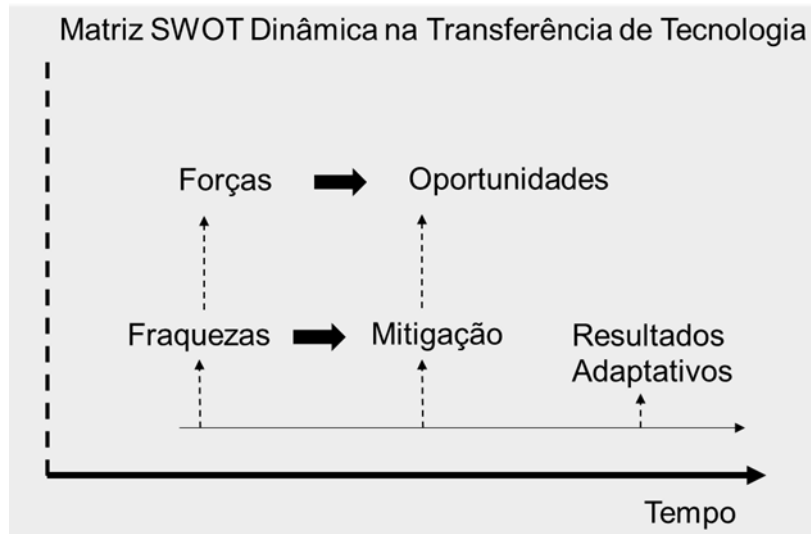 Matriz SWOT Dinâmica na Transferência de Tecnologia
Forças
Oportunidades
Fraquezas
Mitigação
Resultados
Adaptativos
Tempo